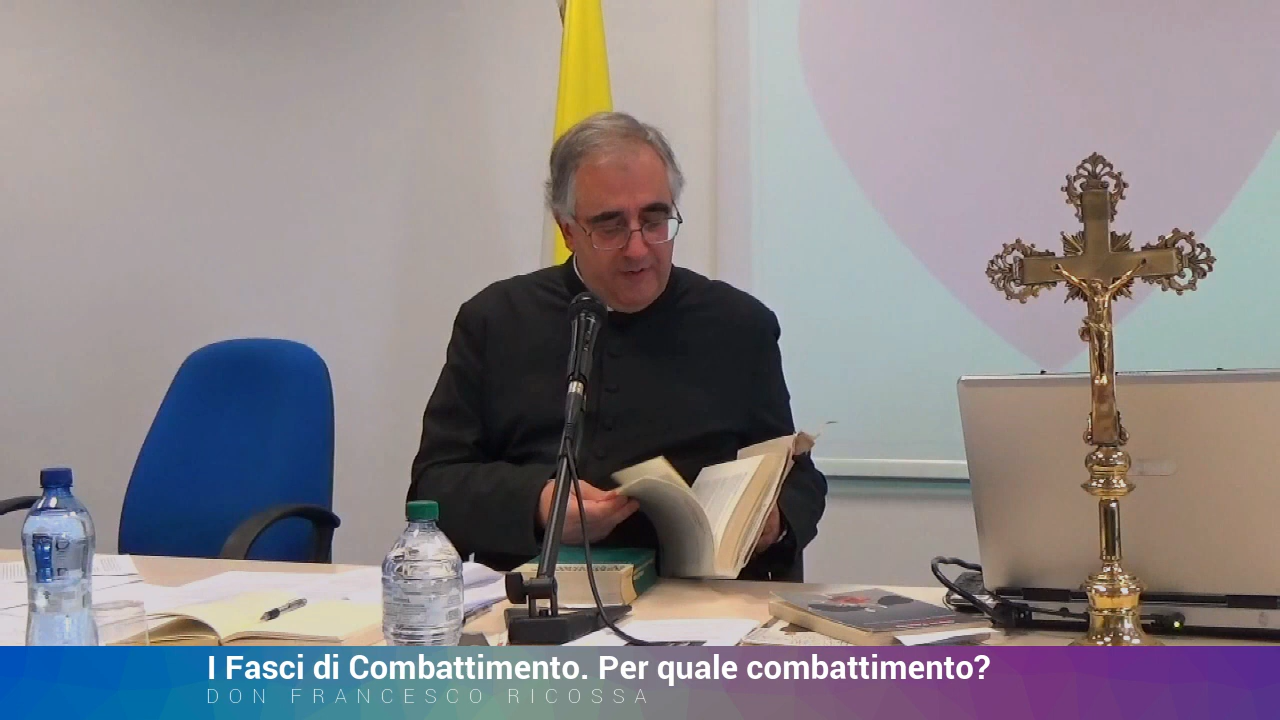 I Fasci di Combattimento. Per quale combattimento?
DON FRANCESCO RICOSSA